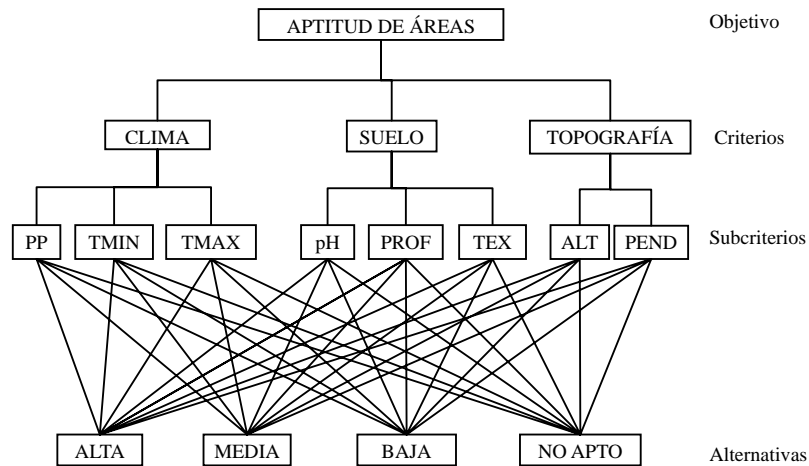 APTITUD DE ÁREAS Objetivo
CLIMA SUELO TOPOGRAFÍA Criterios
PP TMIN TMAX pH PROF TEX ALT PEND Subcriterios
ALTA MEDIA BAJA NO APTO Alternativas